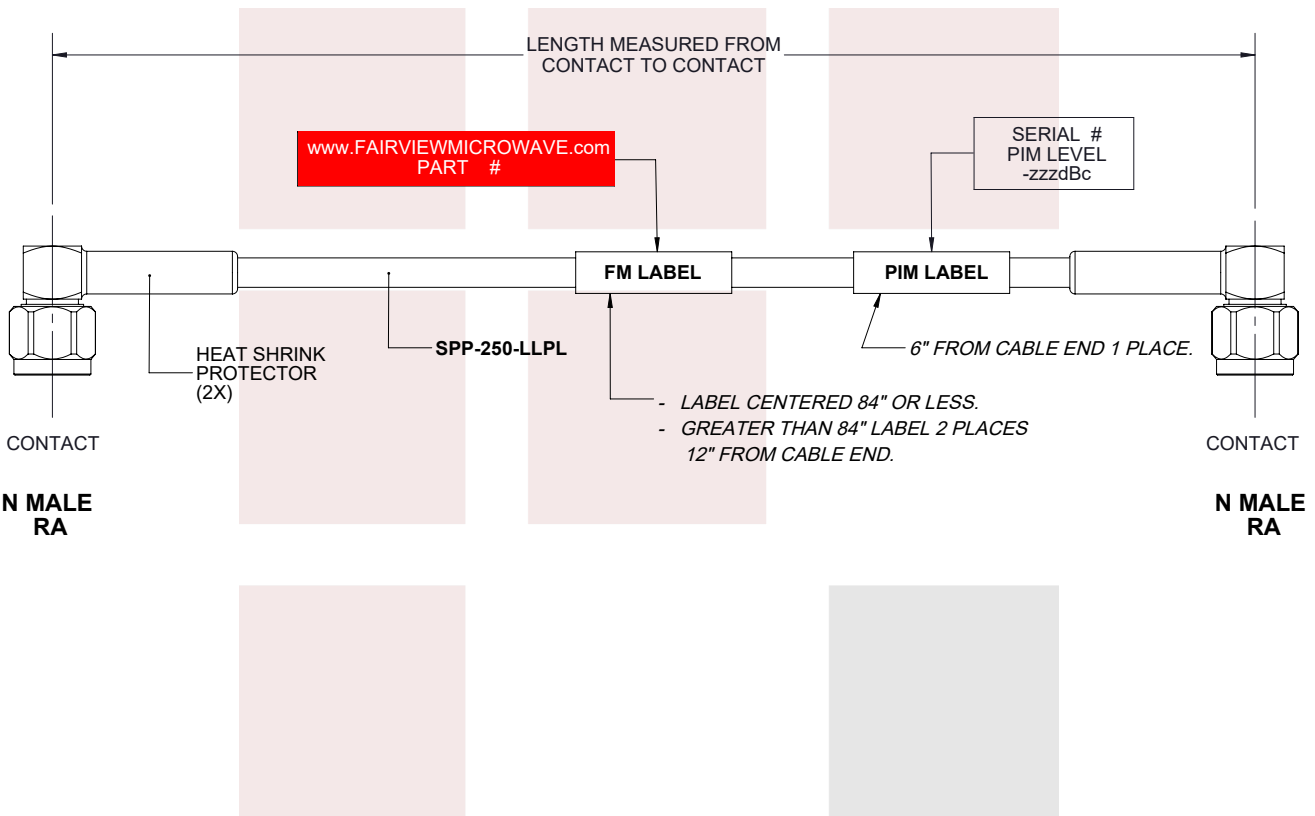 LENGTH MEASURED FROM
CONTACT TO CONTACT
www.FAIRVIEWMICROWAVE.com
PART #
SERIAL #
PIM LEVEL
-zzzdBc
FM LABEL
PIM LABEL
HEAT SHRINK
PROTECTOR
(2X)
SPP-250-LLPL
6" FROM CABLE END 1 PLACE.
- LABEL CENTERED 84" OR LESS.
- GREATER THAN 84" LABEL 2 PLACES
12" FROM CABLE END.
CONTACT
CONTACT
N MALE
RA
N MALE
RA